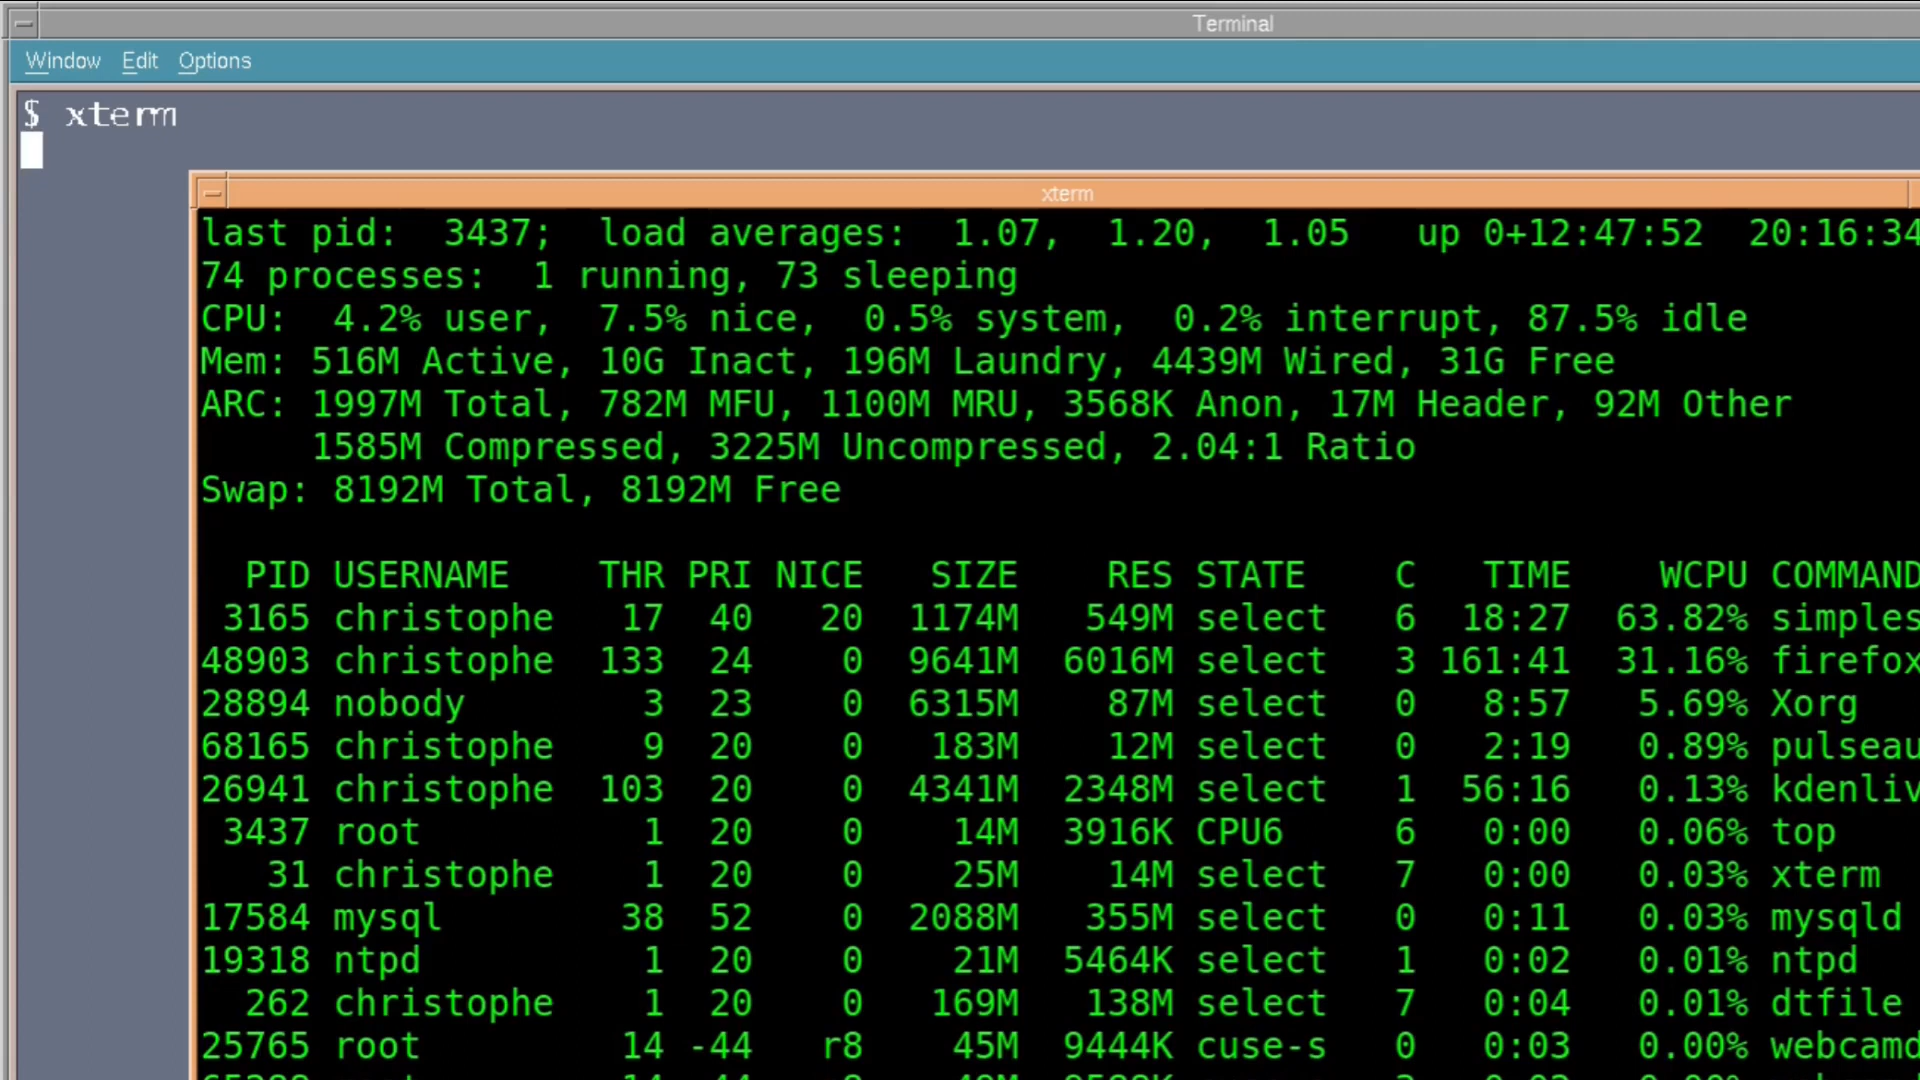 Terminal
Window Edit Options
$ xterm
xterm
last pid: 3437; load averages: 1.07, 1.20, 1.05 up 0+12:47:52 20:16:34
74 processes: 1 running, 73 sleeping
CPU: 4.2% user, 7.5% nice, 0.5% system, 0.2% interrupt, 87.5% idle
Mem: 516M Active, 10G Inact, 196M Laundry, 4439M Wired, 31G Free
ARC: 1997M Total, 782M MFU, 1100M MRU, 3568K Anon, 17M Header, 92M Other
1585M Compressed, 3225M Uncompressed, 2.04:1 Ratio
Swap: 8192M Total, 8192M Free
PID USERNAME THR PRI NICE SIZE RES STATE C TIME WCPU COMMAND
3165 christophe 17 40 20 1174M 549M select 6 18:27 63.82% simples
48903 christophe 133 24 0 9641M 6016M select 3 161:41 31.16% firefox
28894 nobody 3 23 0 6315M 87M select 0 8:57 5.69% Xorg
68165 christophe 9 20 0 183M 12M select 0 2:19 0.89% pulseau
26941 christophe 103 20 0 4341M 2348M select 1 56:16 0.13% kdenliv
3437 root 1 20 0 14M 3916K CPU6 6 0:00 0.06% top
31 christophe 1 20 0 25M 14M select 7 0:00 0.03% xterm
17584 mysql 38 52 0 2088M 355M select 0 0:11 0.03% mysqld
19318 ntpd 1 20 0 21M 5464K select 1 0:02 0.01% ntpd
262 christophe 1 20 0 169M 138M select 7 0:04 0.01% dtfile
25765 root 14 -44 r8 45M 9444K cuse-s 0 0:03 0.00% webcamd